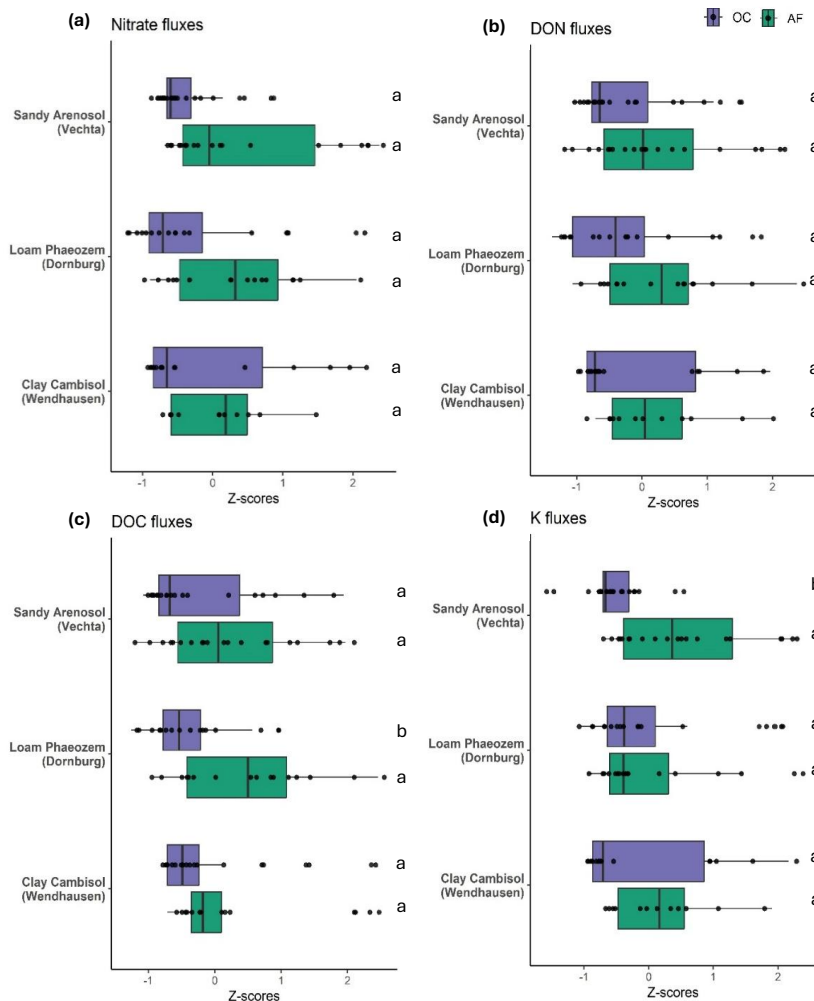 (a) Nitrate fluxes
Sandy Arenosol
(Vechta)
a
a
Loam Phaeozem
(Dornburg)
a
a
Clay Cambisol
(Wendhausen)
a
a
-1 0 1 2
Z-scores
OC AF
(b) DON fluxes
Sandy Arenosol
(Vechta)
a
a
Loam Phaeozem
(Dornburg)
a
a
Clay Cambisol
(Wendhausen)
a
a
-1 0 1 2
Z-scores
(c) DOC fluxes
Sandy Arenosol
(Vechta)
a
a
Loam Phaeozem
(Dornburg)
b
a
Clay Cambisol
(Wendhausen)
a
a
-1 0 1 2
Z-scores
(d) K fluxes
Sandy Arenosol
(Vechta)
b
a
Loam Phaeozem
(Dornburg)
a
a
Clay Cambisol
(Wendhausen)
a
a
-1 0 1 2
Z-scores